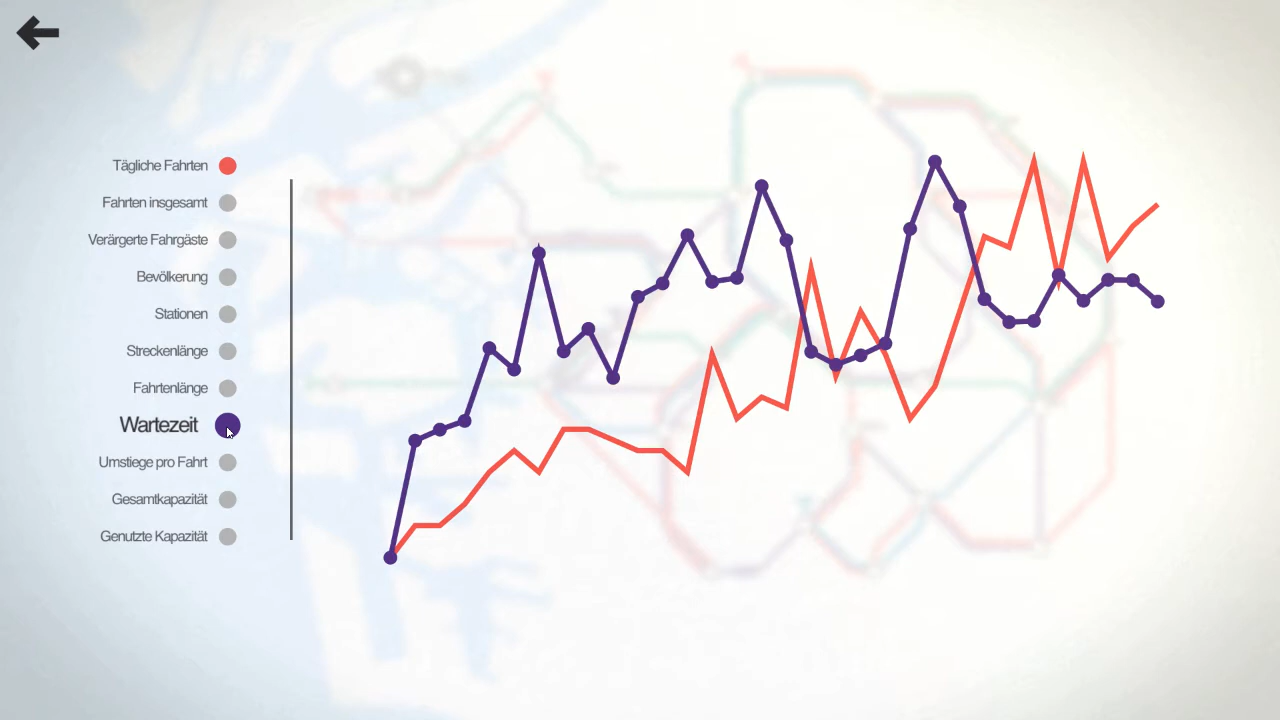 Tägliche Fahrten
Fahrten insgesamt
Verärgerte Fahrgäste
Bevölkerung
Stationen
Streckenlänge
Fahrtenlänge
Wartezeit
Umstiege pro Fahrt
Gesamtkapazität
Genutzte Kapazität